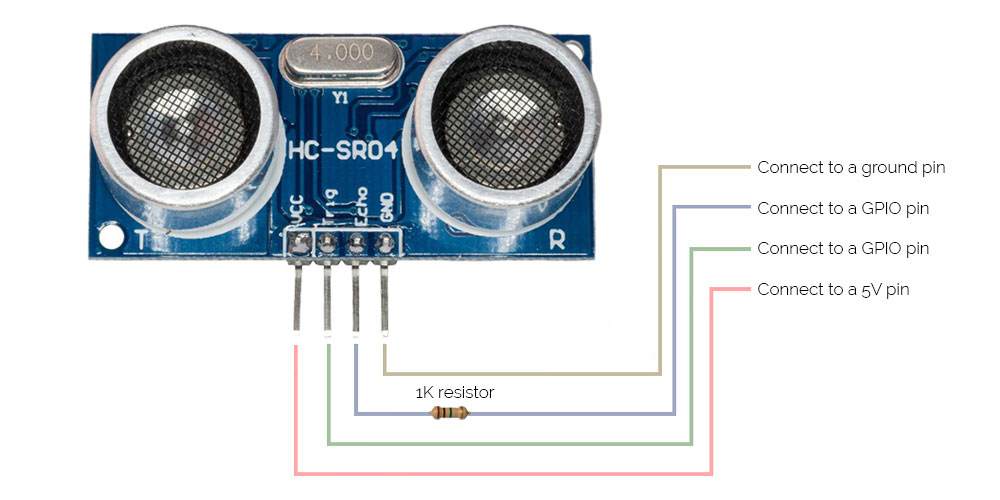 4.000
Y1
HC-SR04
VCC
Trig
Echo
GND
T
R
Connect to a ground pin
Connect to a GPIO pin
Connect to a GPIO pin
Connect to a 5V pin
1K resistor